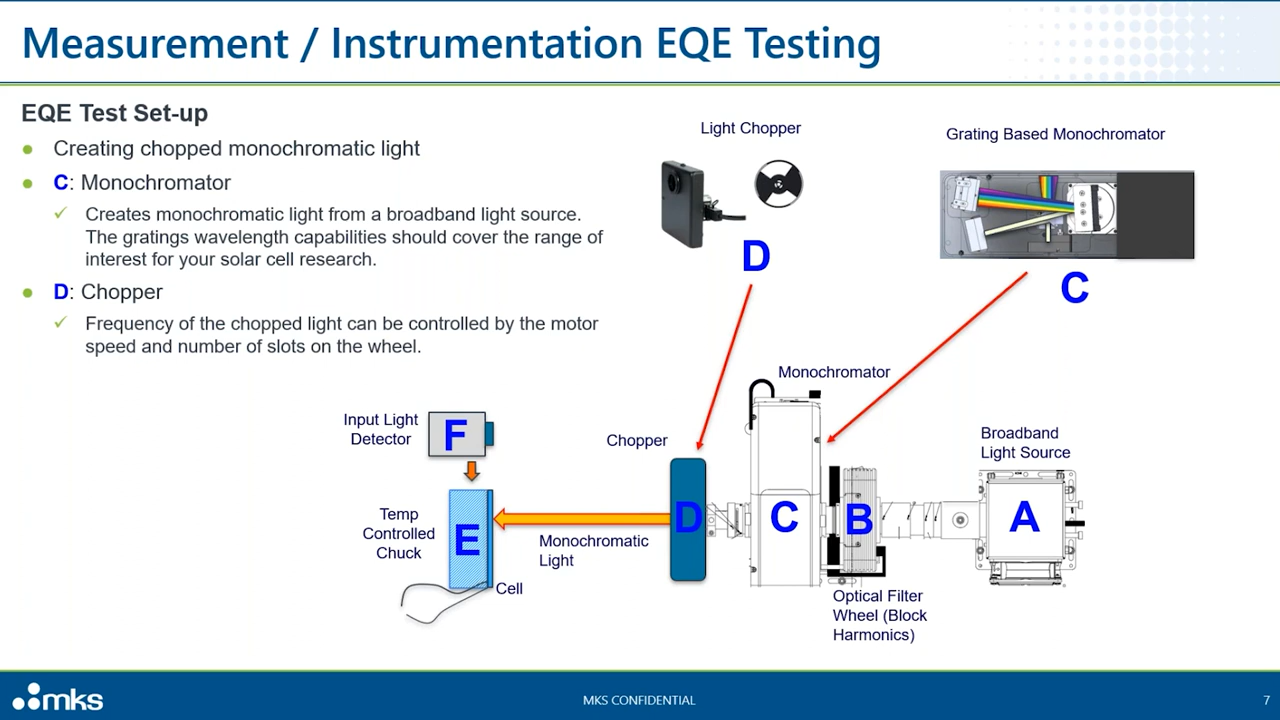 Measurement / Instrumentation EQE Testing
EQE Test Set-up
Creating chopped monochromatic light
C: Monochromator
Creates monochromatic light from a broadband light source.
The gratings wavelength capabilities should cover the range of
interest for your solar cell research.
D: Chopper
Frequency of the chopped light can be controlled by the motor
speed and number of slots on the wheel.
Light Chopper
D
Grating Based Monochromator
C
Monochromator
Input Light
Detector
F
Chopper
Broadband
Light Source
Temp
Controlled
Chuck
E
Monochromatic
Light
D
C
B
A
Cell
Optical Filter
Wheel (Block
Harmonics)
mks
MKS CONFIDENTIAL
7